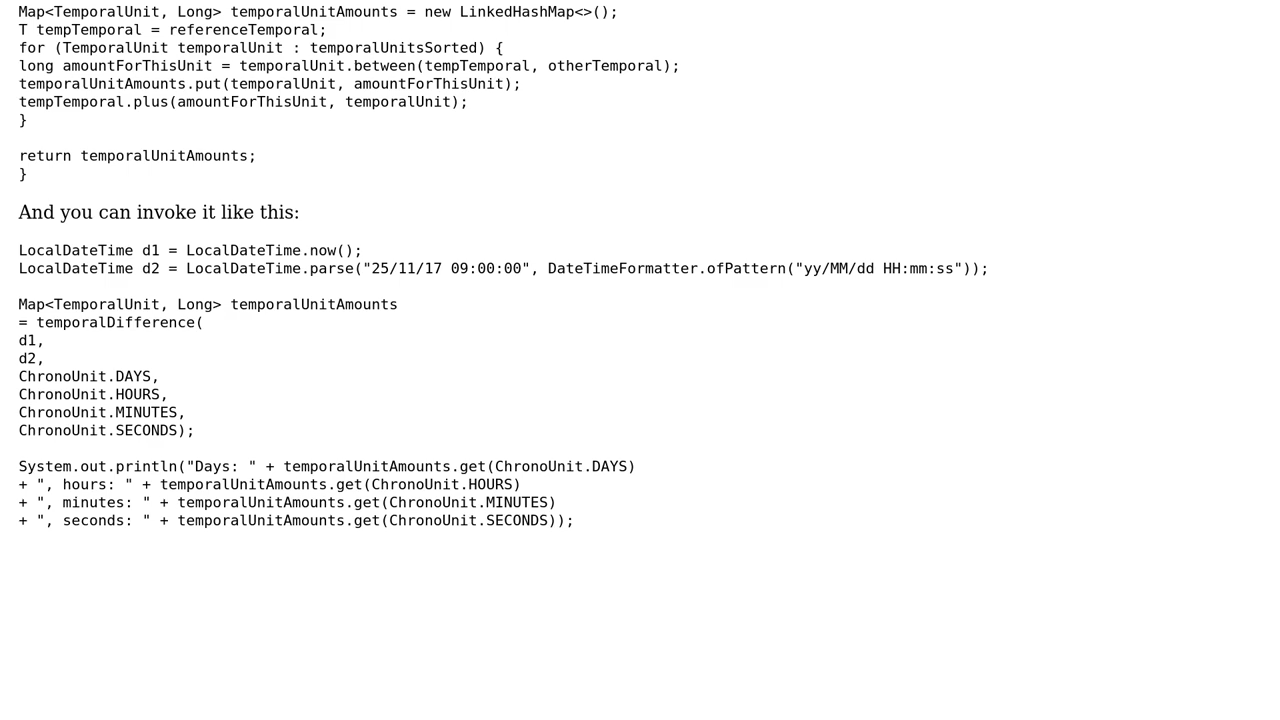 Map<TemporalUnit, Long> temporalUnitAmounts = new LinkedHashMap<>();
T tempTemporal = referenceTemporal;
for (TemporalUnit temporalUnit : temporalUnitsSorted) {
long amountForThisUnit = temporalUnit.between(tempTemporal, otherTemporal);
temporalUnitAmounts.put(temporalUnit, amountForThisUnit);
tempTemporal.plus(amountForThisUnit, temporalUnit);
}

return temporalUnitAmounts;
}

And you can invoke it like this:

LocalDateTime d1 = LocalDateTime.now();
LocalDateTime d2 = LocalDateTime.parse("25/11/17 09:00:00", DateTimeFormatter.ofPattern("yy/MM/dd HH:mm:ss"));

Map<TemporalUnit, Long> temporalUnitAmounts
= temporalDifference(
d1,
d2,
ChronoUnit.DAYS,
ChronoUnit.HOURS,
ChronoUnit.MINUTES,
ChronoUnit.SECONDS);

System.out.println("Days: " + temporalUnitAmounts.get(ChronoUnit.DAYS)
+ ", hours: " + temporalUnitAmounts.get(ChronoUnit.HOURS)
+ ", minutes: " + temporalUnitAmounts.get(ChronoUnit.MINUTES)
+ ", seconds: " + temporalUnitAmounts.get(ChronoUnit.SECONDS));